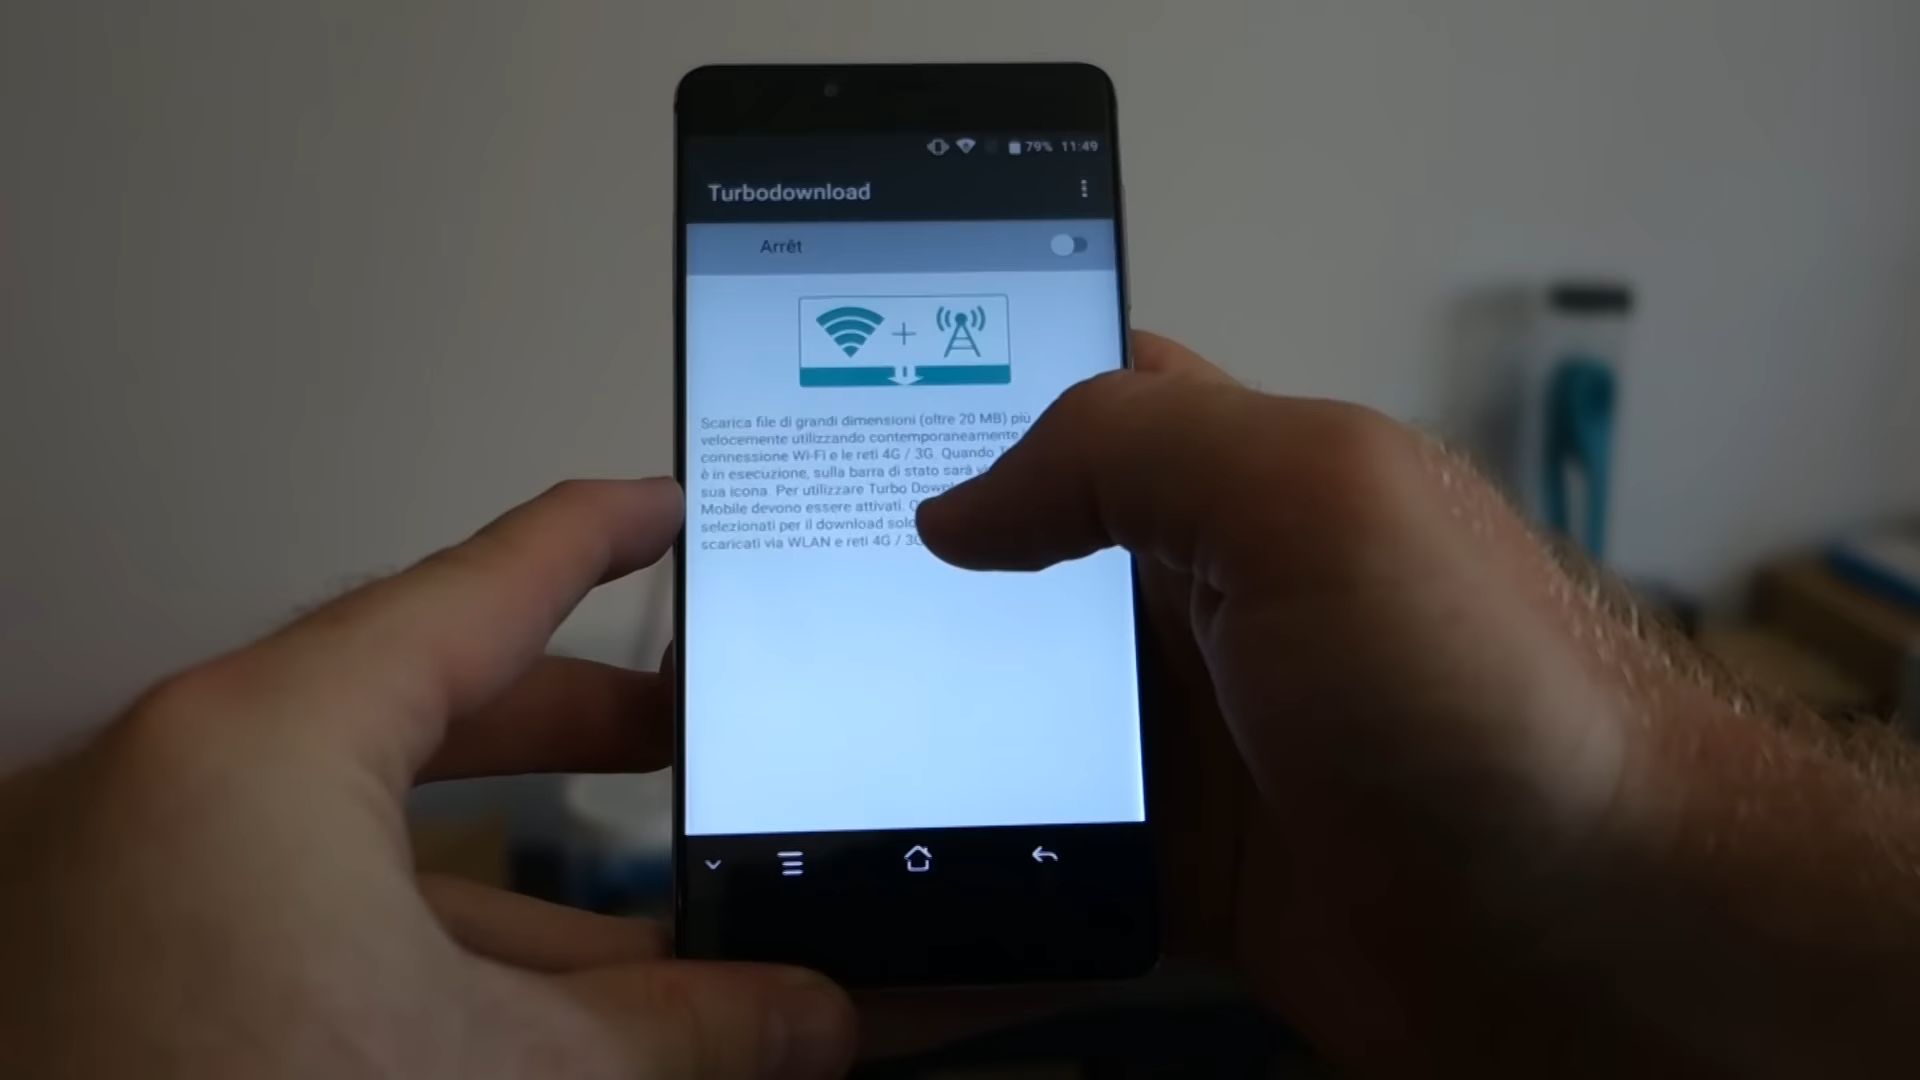 79% 11:49
Turbodownload
Arrêt
Scarica file di grandi dimensioni (oltre 20 MB) più
velocemente utilizzando contemporaneamente
connessione Wi-Fi e le reti 4G / 3G. Quando
è in esecuzione, sulla barra di stato sarà
sua icona. Per utilizzare Turbo
Mobile devono essere attivati.
selezionati per il download solo
scaricati via WLAN e reti 4G / 3G